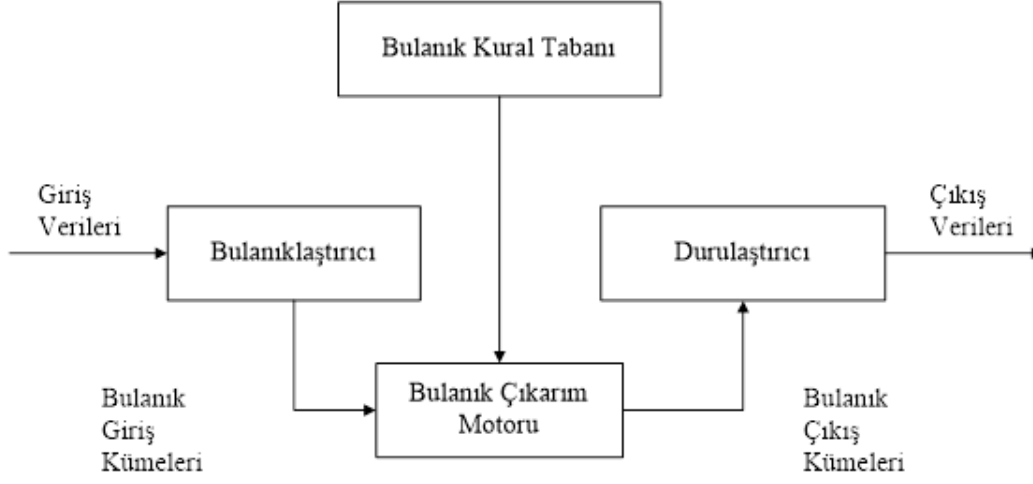 Bulanık Kural Tabanı
Giriş
Verileri
Bulanıklaştırıcı
Durulaştırıcı
Çıkış
Verileri
Bulanık
Giriş
Kümeleri
Bulanık Çıkarım
Motoru
Bulanık
Çıkış
Kümeleri